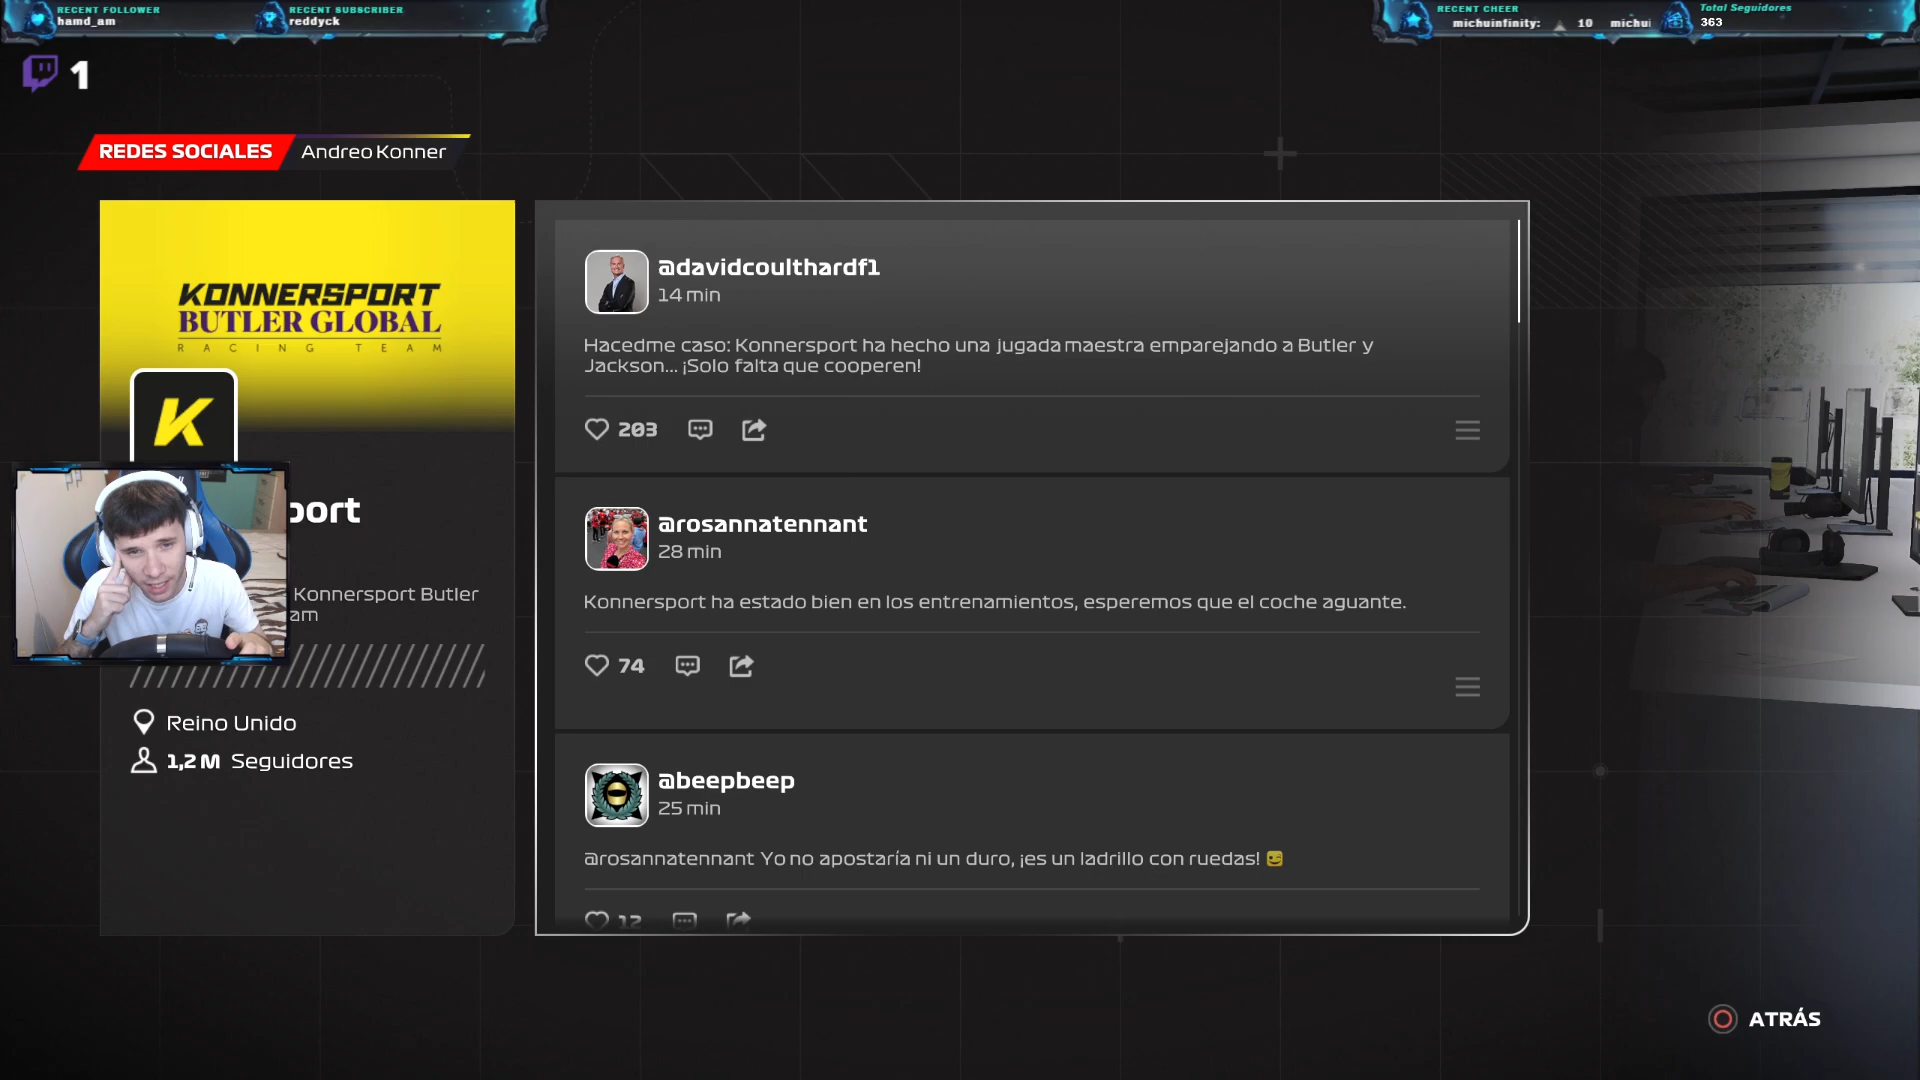 RECENT FOLLOWER
hamd_am
RECENT SUBSCRIBER
reddyck
RECENT CHEER
michuinfinity: 10 michui
Total Seguidores
363
1
REDES SOCIALES
Andreo Konner
KONNERSPORT
BUTLER GLOBAL
RACING TEAM
K
port
Konnersport Butler
am
Reino Unido
1,2 M Seguidores
@davidcoulthardf1
14 min
Hacedme caso: Konnersport ha hecho una jugada maestra emparejando a Butler y
Jackson... ¡Solo falta que cooperen!
203
@rosannatennant
28 min
Konnersport ha estado bien en los entrenamientos, esperemos que el coche aguante.
74
@beepbeep
25 min
@rosannatennant Yo no apostaría ni un duro, ¡es un ladrillo con ruedas! 😉
12
ATRÁS